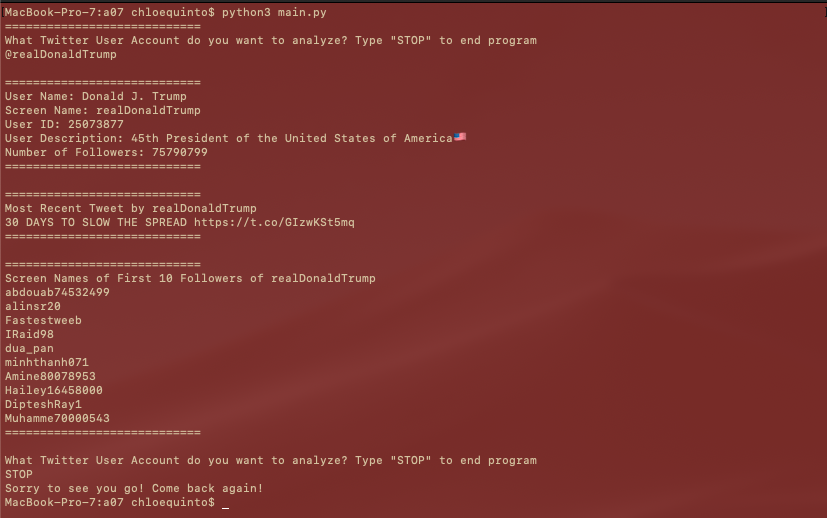 MacBook-Pro-7:a07 chloequinto$ python3 main.py
============================
What Twitter User Account do you want to analyze? Type "STOP" to end program
@realDonaldTrump
============================
User Name: Donald J. Trump
Screen Name: realDonaldTrump
User ID: 25073877
User Description: 45th President of the United States of America🇺🇸
Number of Followers: 75790799
============================
============================
Most Recent Tweet by realDonaldTrump
30 DAYS TO SLOW THE SPREAD https://t.co/GIzwKSt5mq
============================
============================
Screen Names of First 10 Followers of realDonaldTrump
abdouab74532499
alinsr20
Fastestweeb
IRaid98
dua_pan
minhthanh071
Amine80078953
Hailey16458000
DipteshRay1
Muhamme70000543
============================
What Twitter User Account do you want to analyze? Type "STOP" to end program
STOP
Sorry to see you go! Come back again!
MacBook-Pro-7:a07 chloequinto$ _